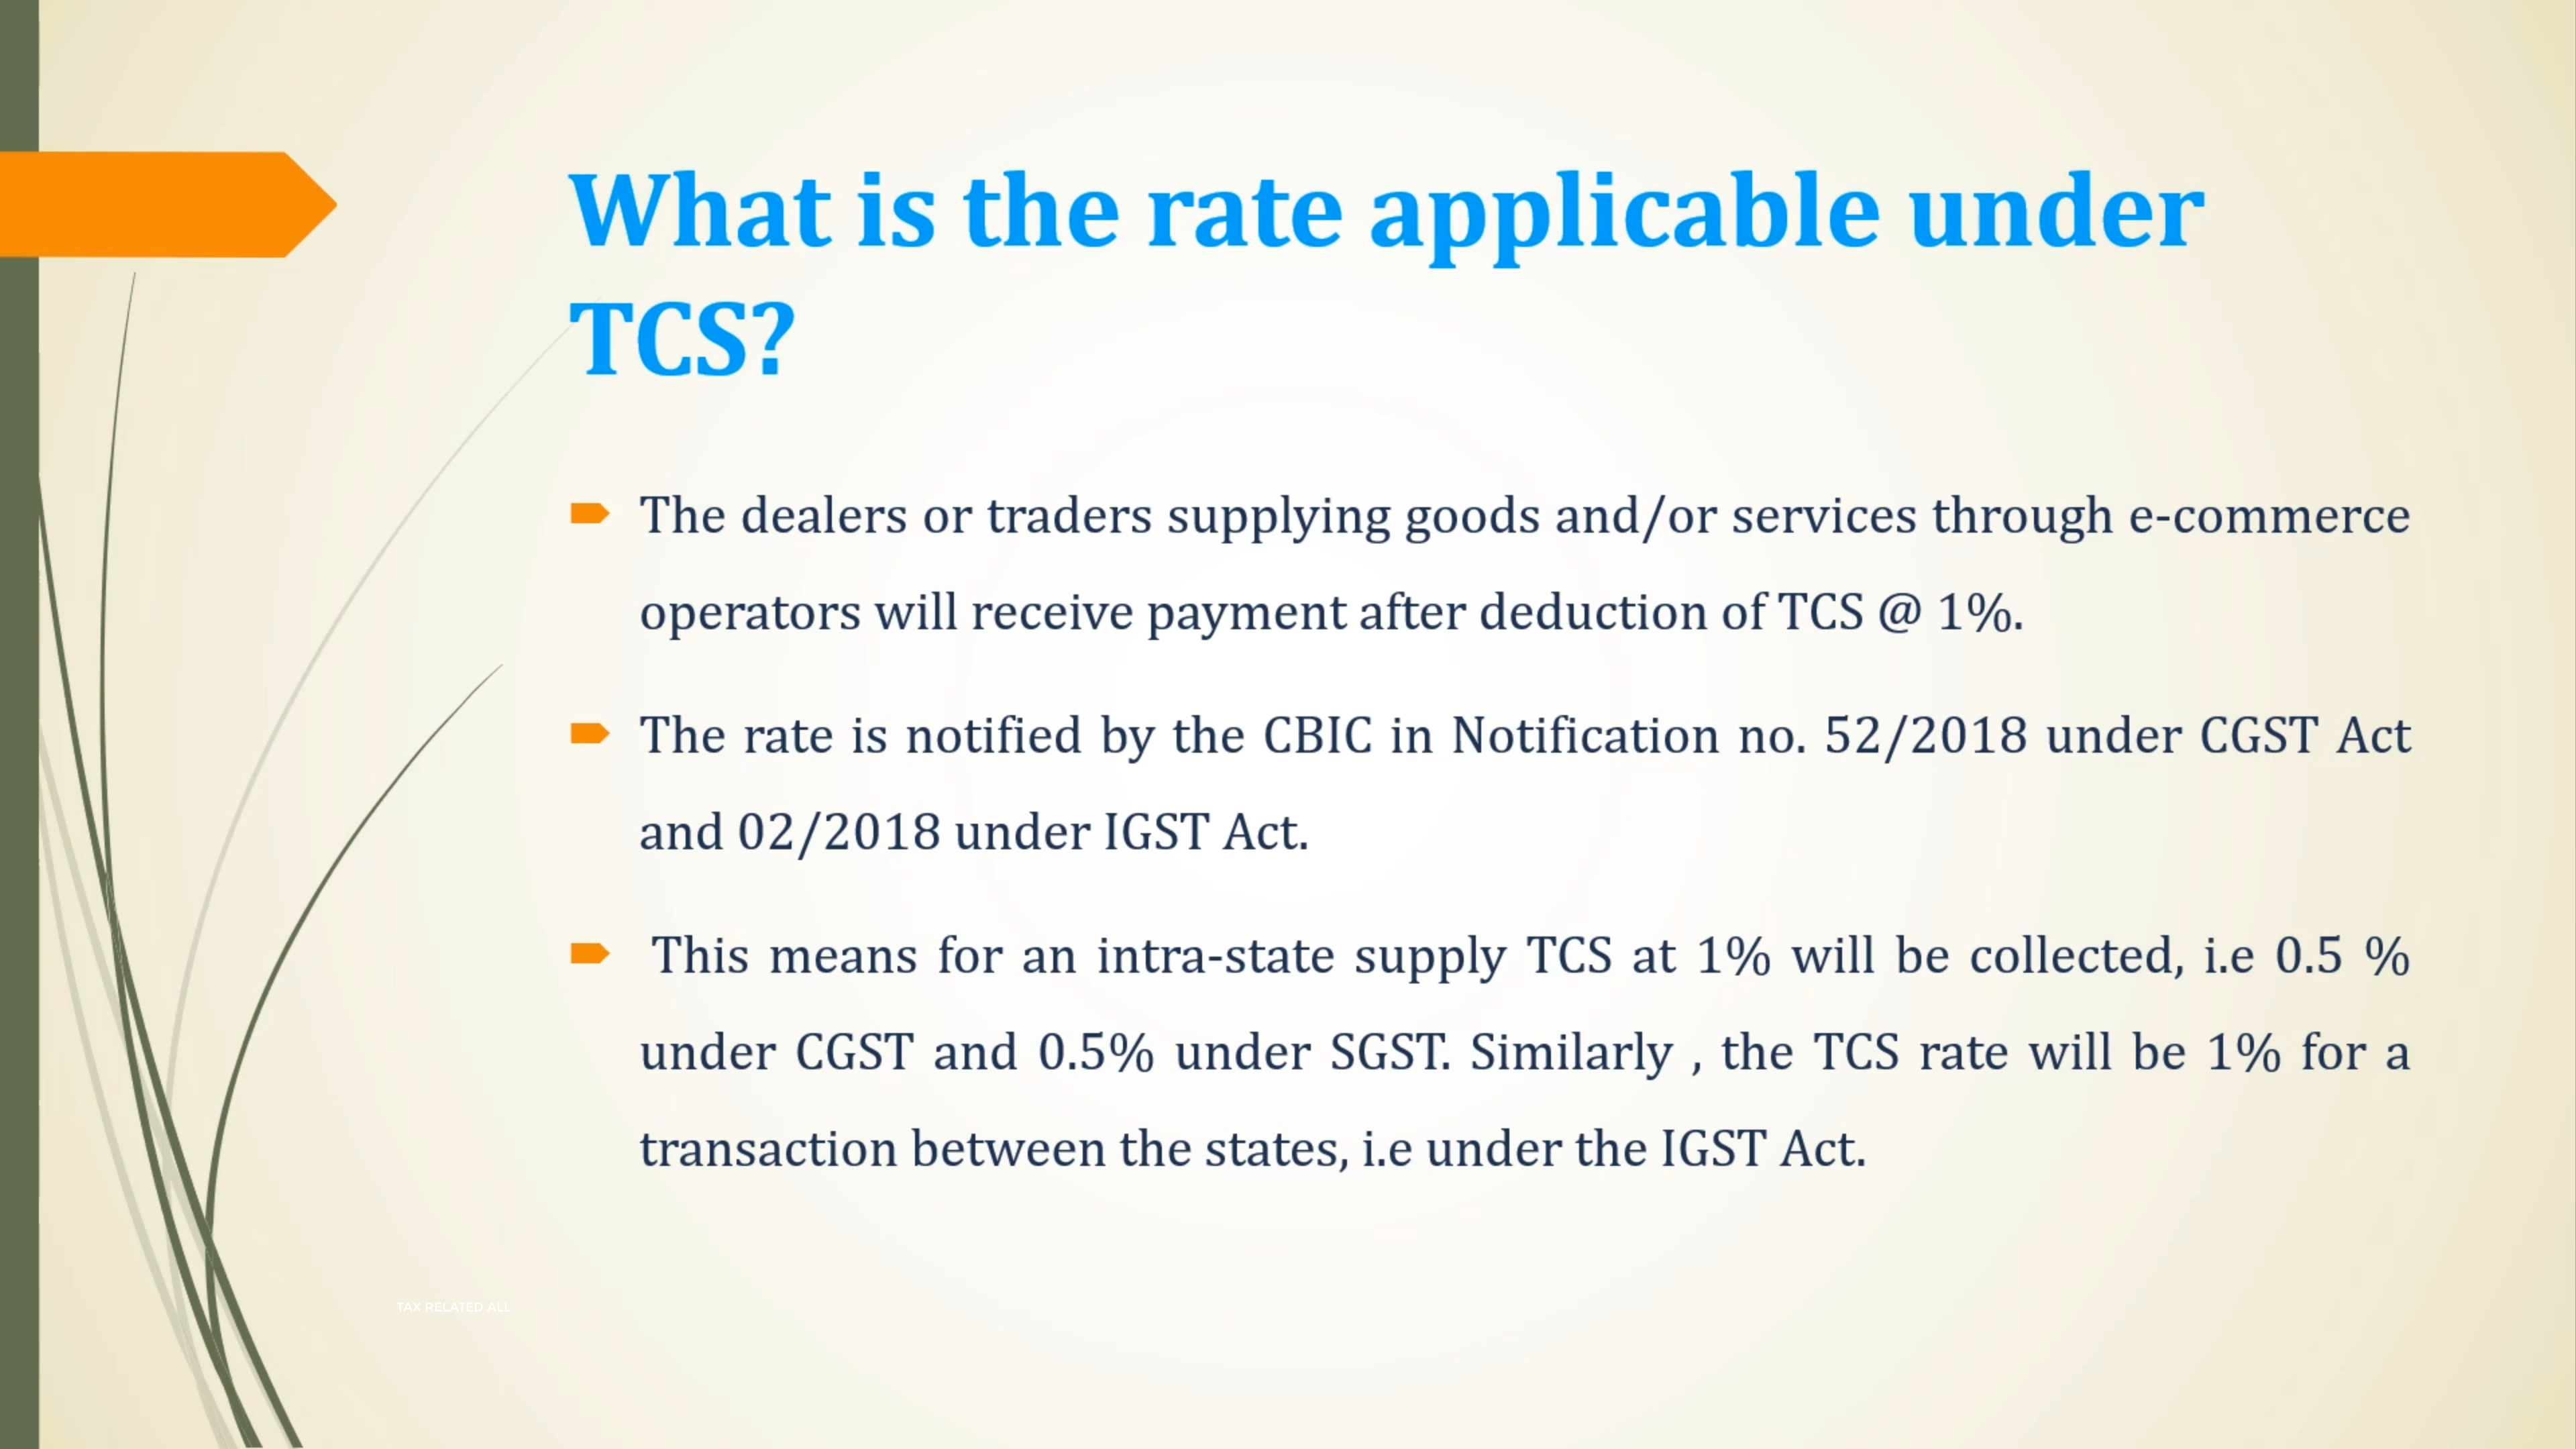 What is the rate applicable under
TCS?
The dealers or traders supplying goods and/or services through e-commerce
operators will receive payment after deduction of TCS @ 1%.
The rate is notified by the CBIC in Notification no. 52/2018 under CGST Act
and 02/2018 under IGST Act.
This means for an intra-state supply TCS at 1% will be collected, i.e 0.5 %
under CGST and 0.5% under SGST. Similarly , the TCS rate will be 1% for a
transaction between the states, i.e under the IGST Act.
TAX RELATED ALL